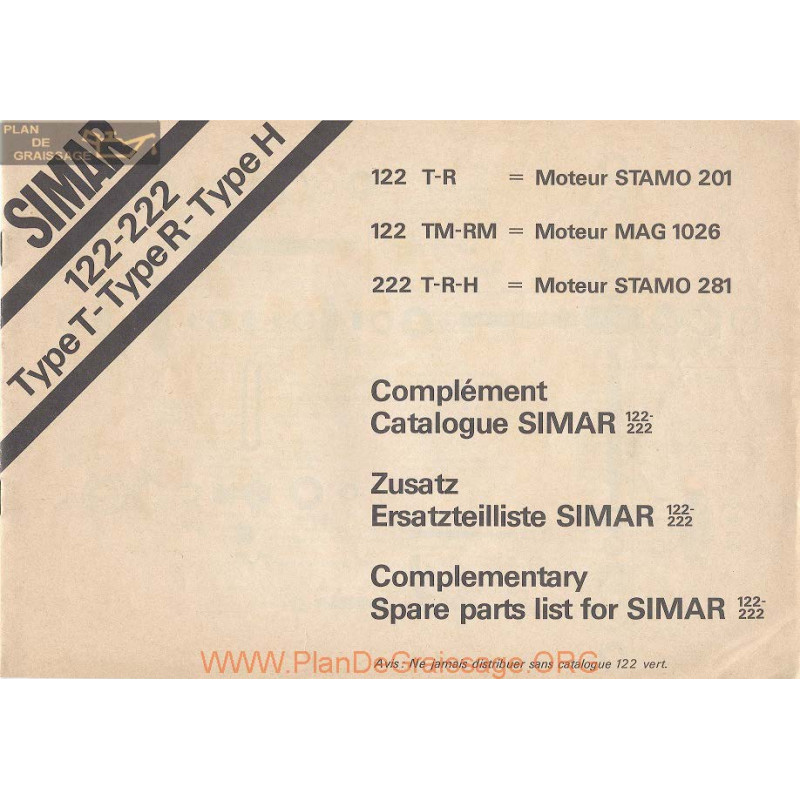 PLAN
DE
GRAISSAGE
SIMAR
122-222
Type T - Type R - Type H
122 T-R = Moteur STAMO 201
122 TM-RM = Moteur MAG 1026
222 T-R-H = Moteur STAMO 281
Complément
Catalogue SIMAR 122-222
Zusatz
Ersatzteilliste SIMAR 122-222
Complementary
Spare parts list for SIMAR 122-222
Avis : Ne jamais distribuer sans catalogue 122 vert.
WWW.PlanDeGraissage.ORG